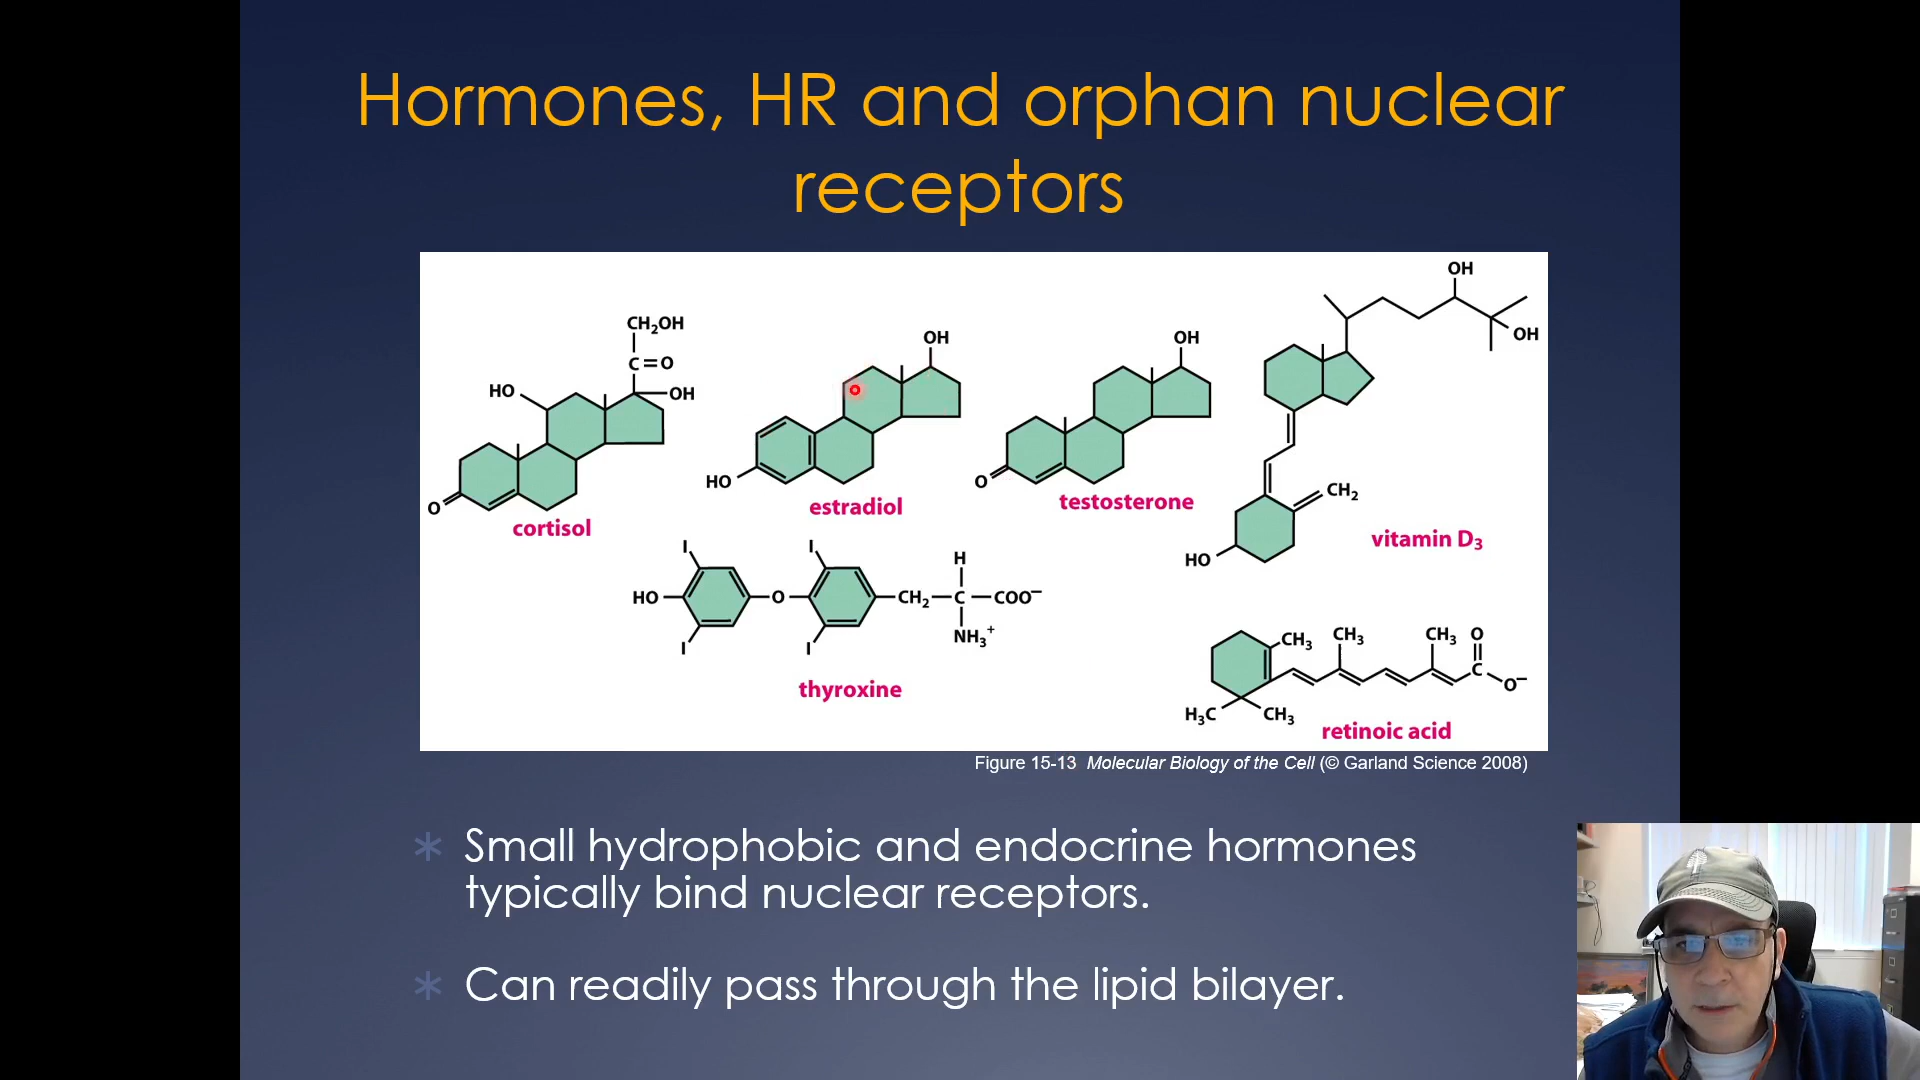 Hormones, HR and orphan nuclear
receptors
CH2OH
C=O
HO
OH
O
cortisol
OH
HO
estradiol
OH
O
testosterone
OH
OH
CH2
HO
vitamin D3
I
I
HO
O
CH2
H
C
COO−
NH3+
I
I
thyroxine
CH3
CH3
CH3
O
C
O−
H3C
CH3
retinoic acid
Figure 15-13 Molecular Biology of the Cell (© Garland Science 2008)
* Small hydrophobic and endocrine hormones
typically bind nuclear receptors.
* Can readily pass through the lipid bilayer.